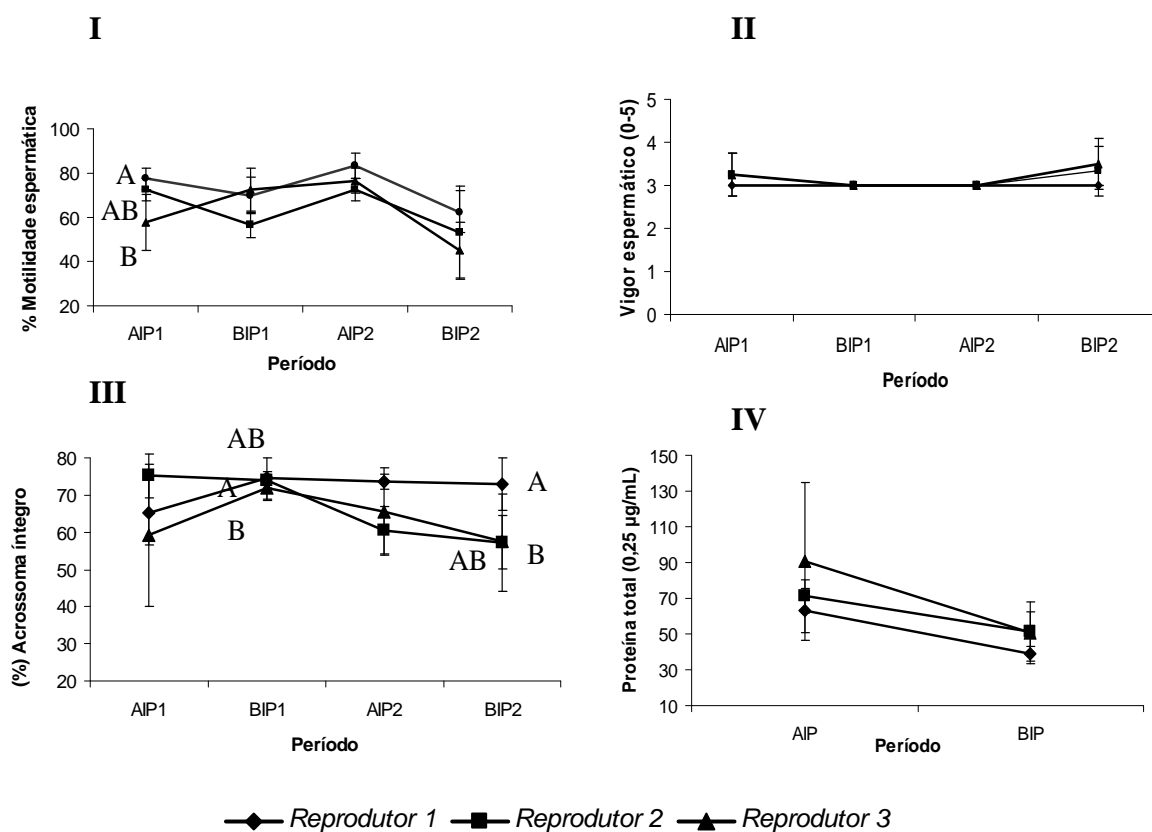 I
% Motilidade espermática
100
80
60
40
20
A
AB
B
AIP1 BIP1 AIP2 BIP2
Período
II
Vigor espermático (0-5)
5
4
3
2
1
0
AIP1 BIP1 AIP2 BIP2
Período
III
(%) Acrossoma íntegro
80
70
60
50
40
30
20
AB
A
B
A
AB
B
AIP1 BIP1 AIP2 BIP2
Período
IV
Proteína total (0,25 µg/mL)
150
130
110
90
70
50
30
10
AIP BIP
Período
Reprodutor 1 Reprodutor 2 Reprodutor 3